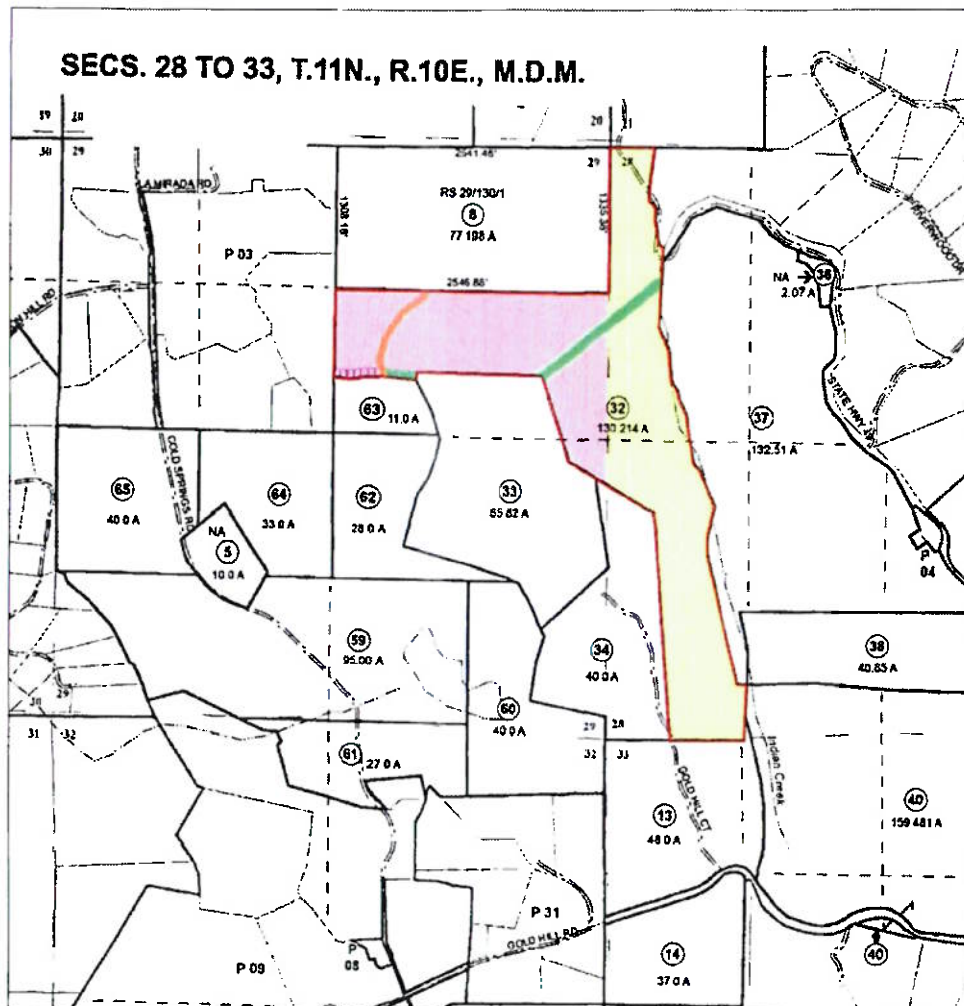 SECS. 28 TO 33, T.11N., R.10E., M.D.M.
20 21
30 29
29 28
2541.46'
RS 29/130/1
8
77.198 A
1308.16'
P 03
2546.88'
NA
36
2.07 A
STATE HWY
32
130.214 A
37
132.51 A
63
11.0 A
COLD SPRINGS RD
65
40.0 A
64
33.0 A
62
28.0 A
33
NA
5
10.0 A
P
04
59
95.00 A
34
40.0 A
38
40.85 A
60
40.0 A
29 28
32 33
31 32
61
27.0 A
Indian Creek
GOLD HILL CT
13
48.0 A
40
159.481 A
P 31
GOLD HILL RD
P 09
P
08
14
37.0 A
40